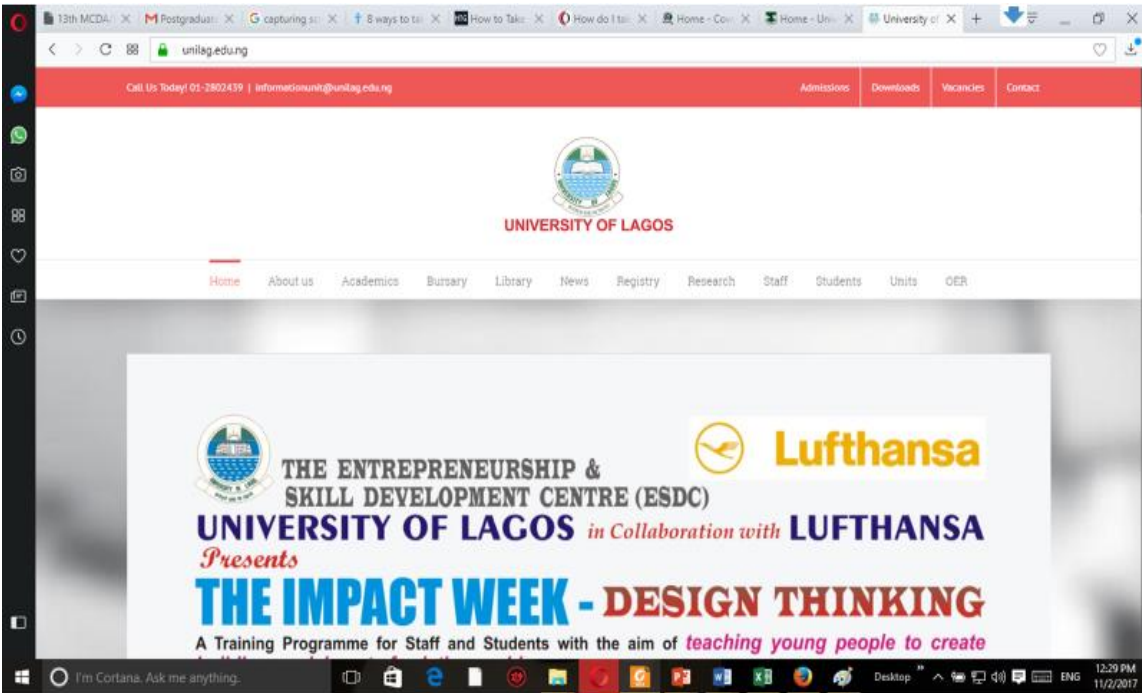 13th MCDA
Postgraduat
capturing sc
8 ways to ta
How to Take
How do I ta
Home - Cov
Home - Univ
University of
unilag.edu.ng
Call Us Today! 01-2802439 | informationunit@unilag.edu.ng
Admissions
Downloads
Vacancies
Contact
UNIVERSITY OF LAGOS
Home About us Academics Bursary Library News Registry Research Staff Students Units OER
Lufthansa
THE ENTREPRENEURSHIP &
SKILL DEVELOPMENT CENTRE (ESDC)
UNIVERSITY OF LAGOS in Collaboration with LUFTHANSA
Presents
THE IMPACT WEEK - DESIGN THINKING
A Training Programme for Staff and Students with the aim of teaching young people to create
I'm Cortana. Ask me anything.
Desktop
ENG
12:29 PM
11/2/2017